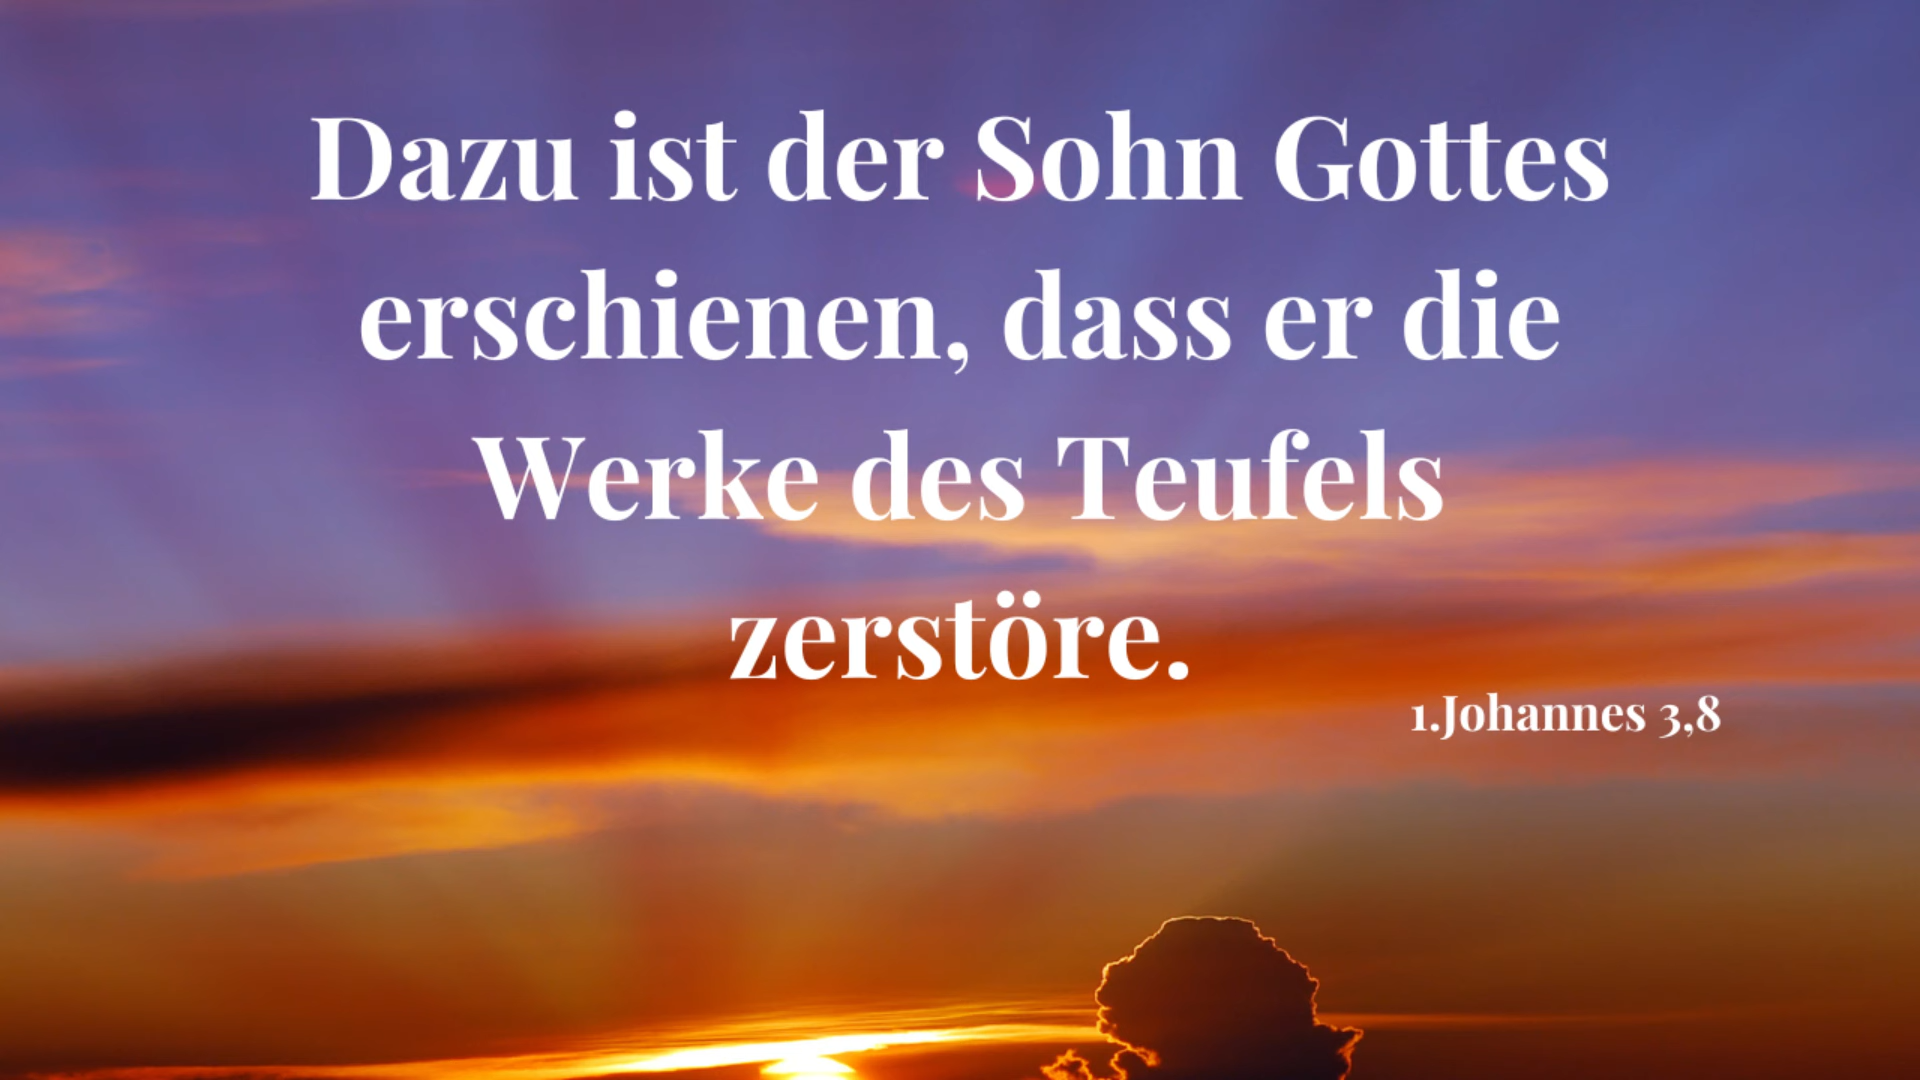 Dazu ist der Sohn Gottes
erschienen, dass er die
Werke des Teufels
zerstöre.
1.Johannes 3,8